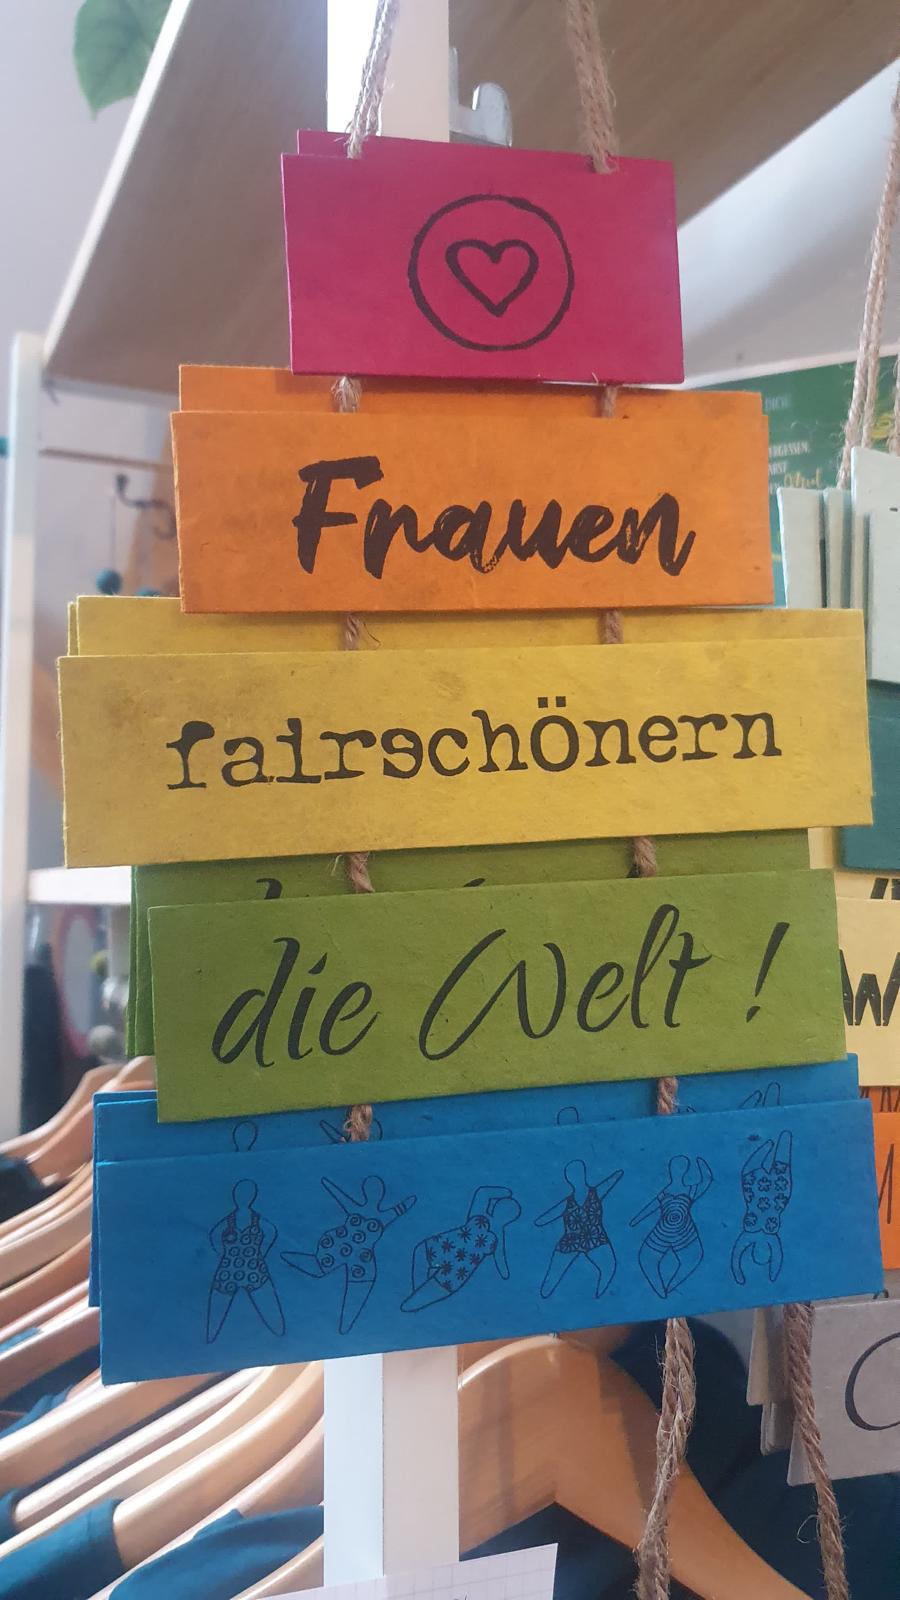 Frauen
fairschönern
die Welt !